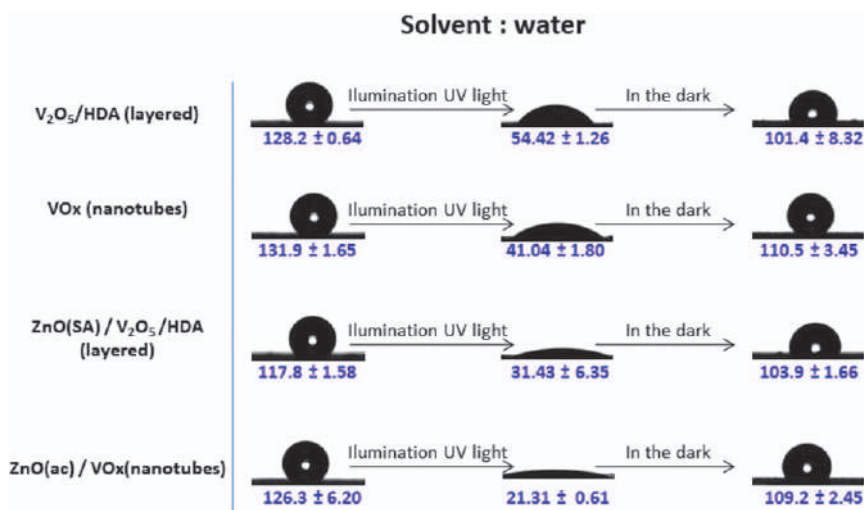 Solvent : water
V₂O₅/HDA (layered)
Ilumination UV light
In the dark
128.2 ± 0.64
54.42 ± 1.26
101.4 ± 8.32
VOx (nanotubes)
Ilumination UV light
In the dark
131.9 ± 1.65
41.04 ± 1.80
110.5 ± 3.45
ZnO(SA) / V₂O₅ /HDA
(layered)
Ilumination UV light
In the dark
117.8 ± 1.58
31.43 ± 6.35
103.9 ± 1.66
ZnO(ac) / VOx(nanotubes)
Ilumination UV light
In the dark
126.3 ± 6.20
21.31 ± 0.61
109.2 ± 2.45